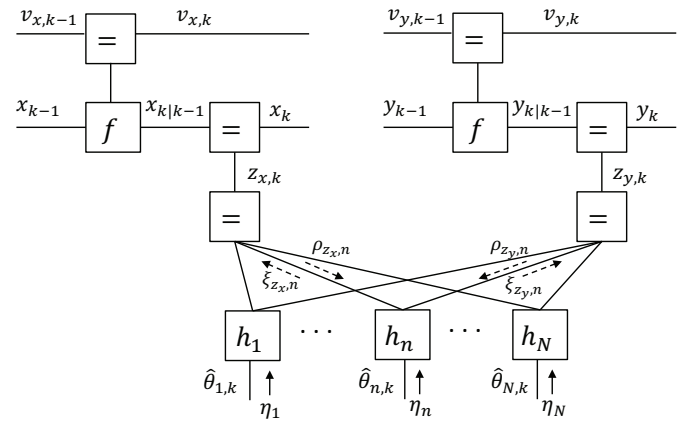 v_{x,k−1} v_{x,k} v_{y,k−1} v_{y,k}
= =
x_{k−1} x_{k|k−1} x_k y_{k−1} y_{k|k−1} y_k
f = f =
z_{x,k} z_{y,k}
= =
ρ_{z_x,n} ρ_{z_y,n}
ξ_{z_x,n} ξ_{z_y,n}
h_1 · · · h_n · · · h_N
θ̂_{1,k} θ̂_{n,k} θ̂_{N,k}
η_1 η_n η_N